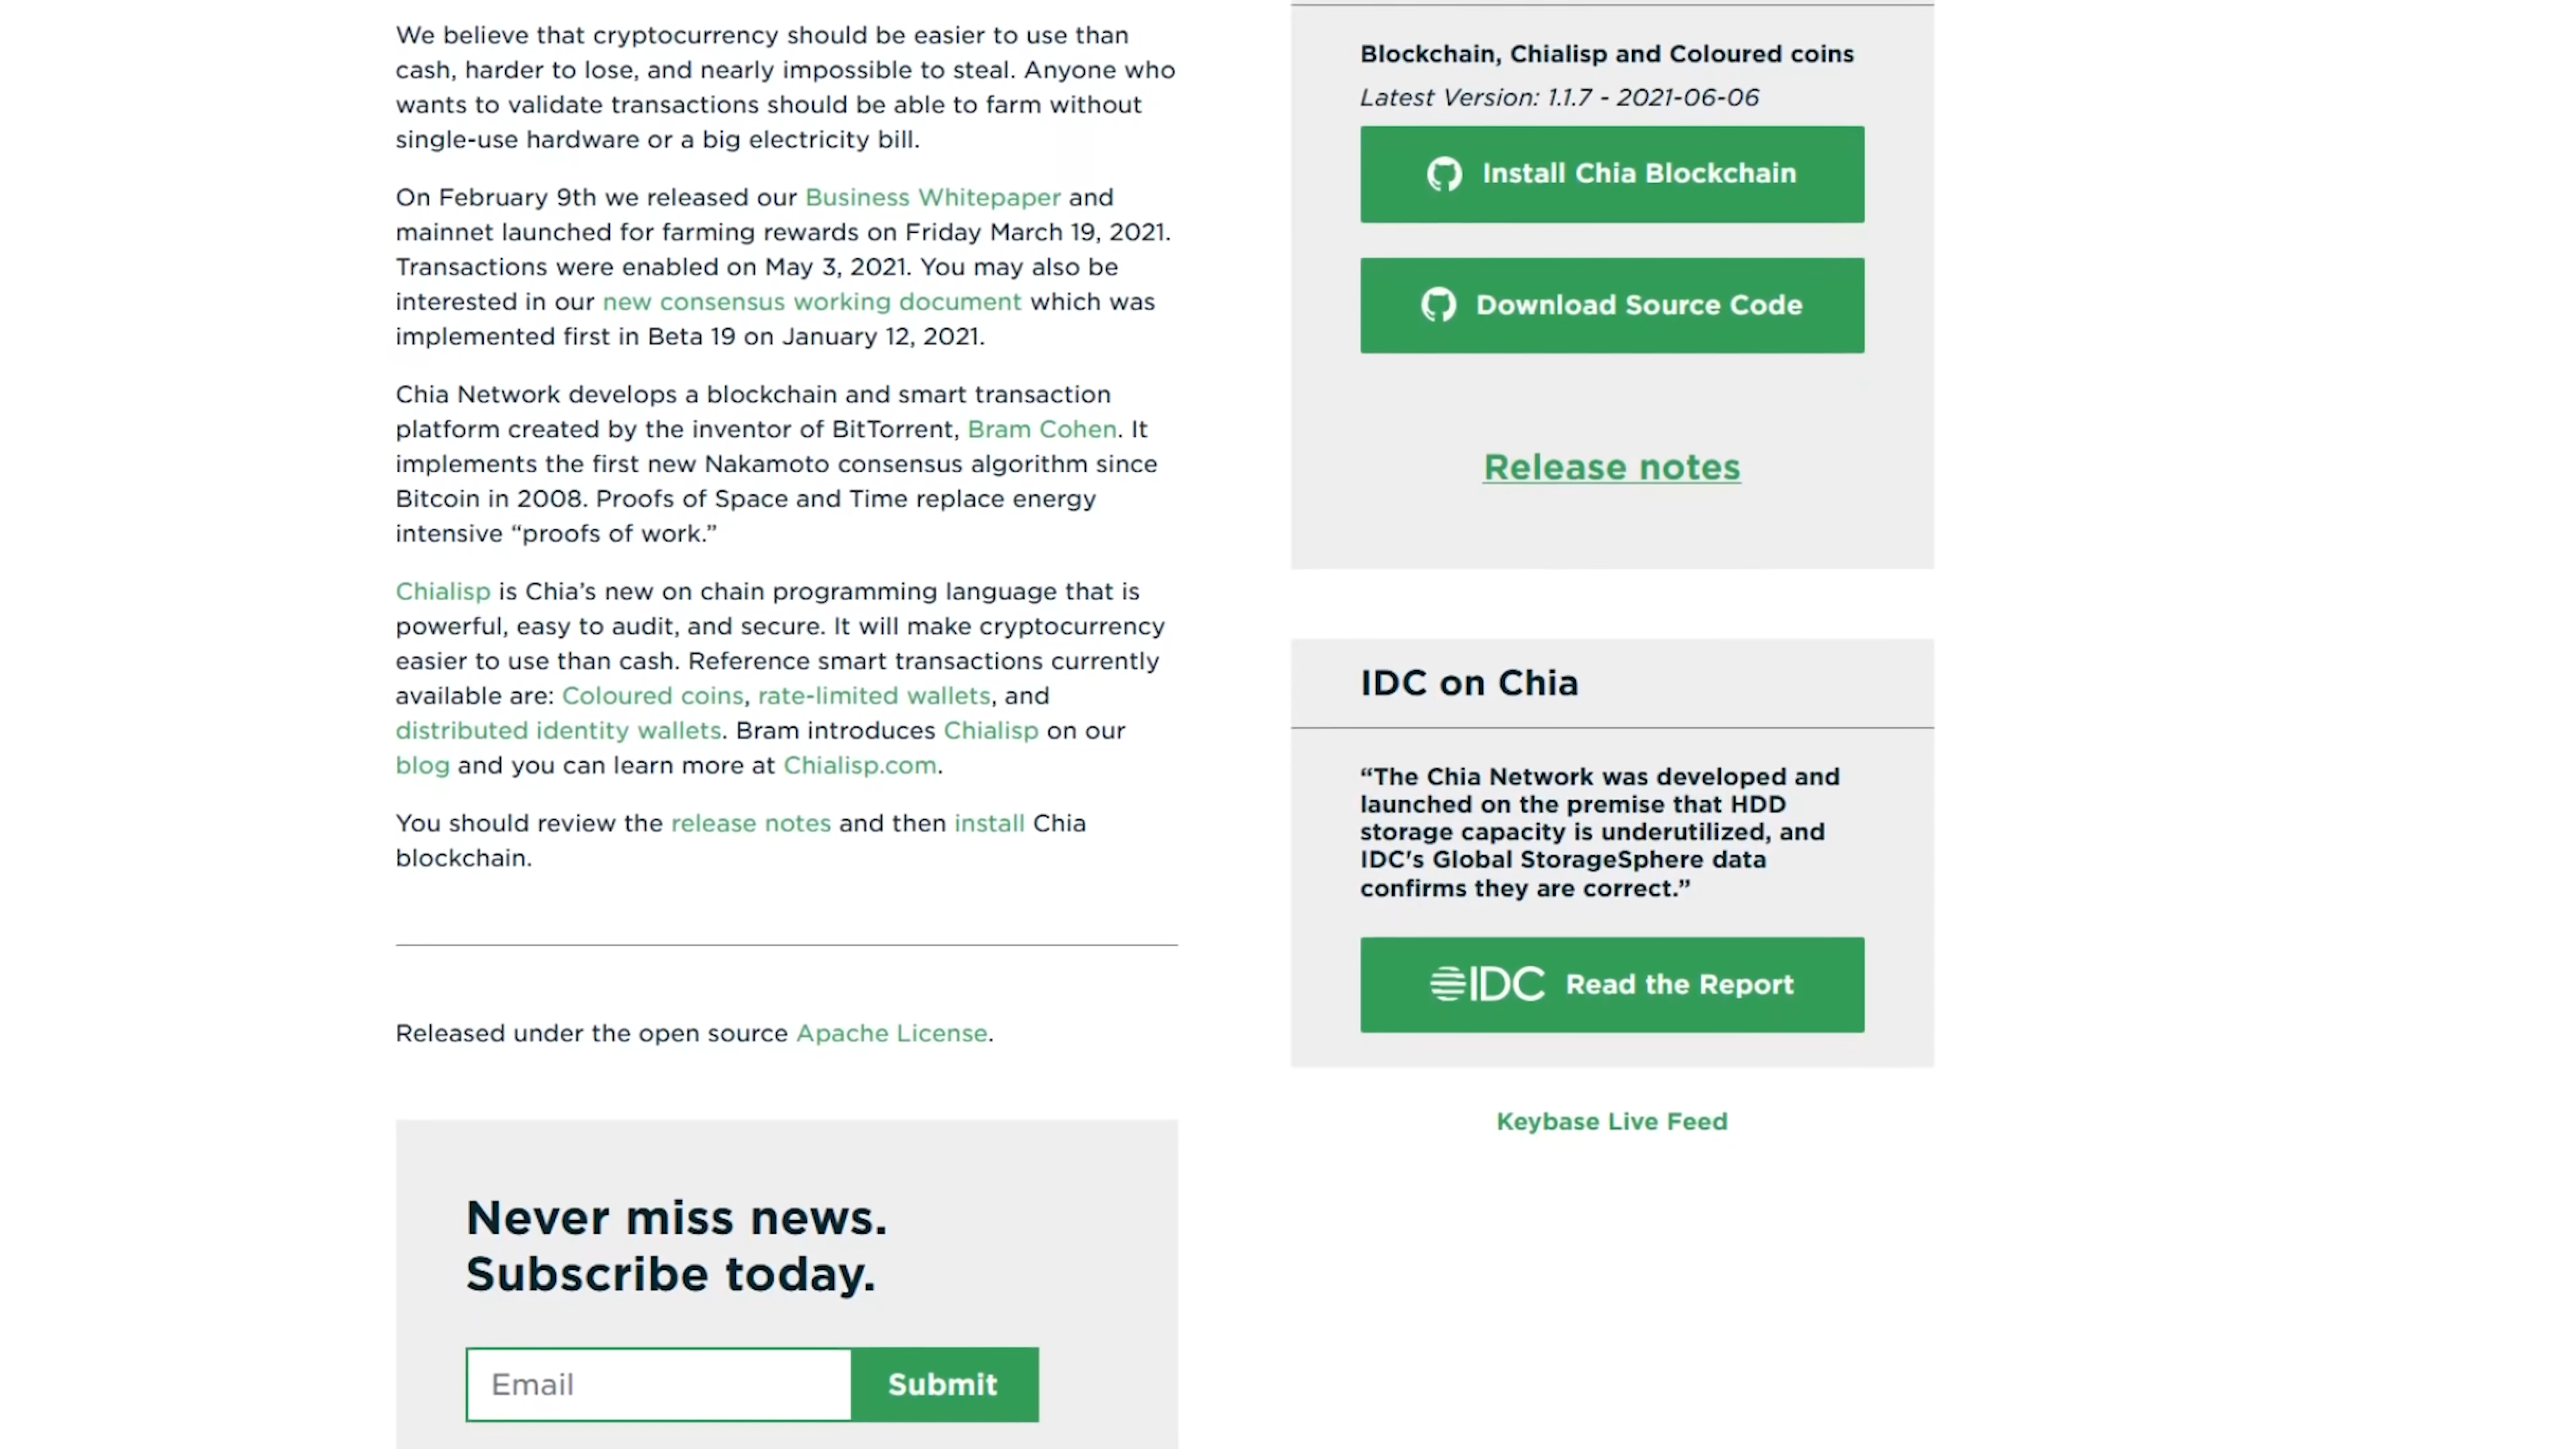 We believe that cryptocurrency should be easier to use than
cash, harder to lose, and nearly impossible to steal. Anyone who
wants to validate transactions should be able to farm without
single-use hardware or a big electricity bill.
On February 9th we released our Business Whitepaper and
mainnet launched for farming rewards on Friday March 19, 2021.
Transactions were enabled on May 3, 2021. You may also be
interested in our new consensus working document which was
implemented first in Beta 19 on January 12, 2021.
Chia Network develops a blockchain and smart transaction
platform created by the inventor of BitTorrent, Bram Cohen. It
implements the first new Nakamoto consensus algorithm since
Bitcoin in 2008. Proofs of Space and Time replace energy
intensive “proofs of work.”
Chialisp is Chia’s new on chain programming language that is
powerful, easy to audit, and secure. It will make cryptocurrency
easier to use than cash. Reference smart transactions currently
available are: Coloured coins, rate-limited wallets, and
distributed identity wallets. Bram introduces Chialisp on our
blog and you can learn more at Chialisp.com.
You should review the release notes and then install Chia
blockchain.
Released under the open source Apache License.
Never miss news.
Subscribe today.
Email Submit
Blockchain, Chialisp and Coloured coins
Latest Version: 1.1.7 - 2021-06-06
Install Chia Blockchain
Download Source Code
Release notes
IDC on Chia
“The Chia Network was developed and
launched on the premise that HDD
storage capacity is underutilized, and
IDC's Global StorageSphere data
confirms they are correct.”
IDC Read the Report
Keybase Live Feed